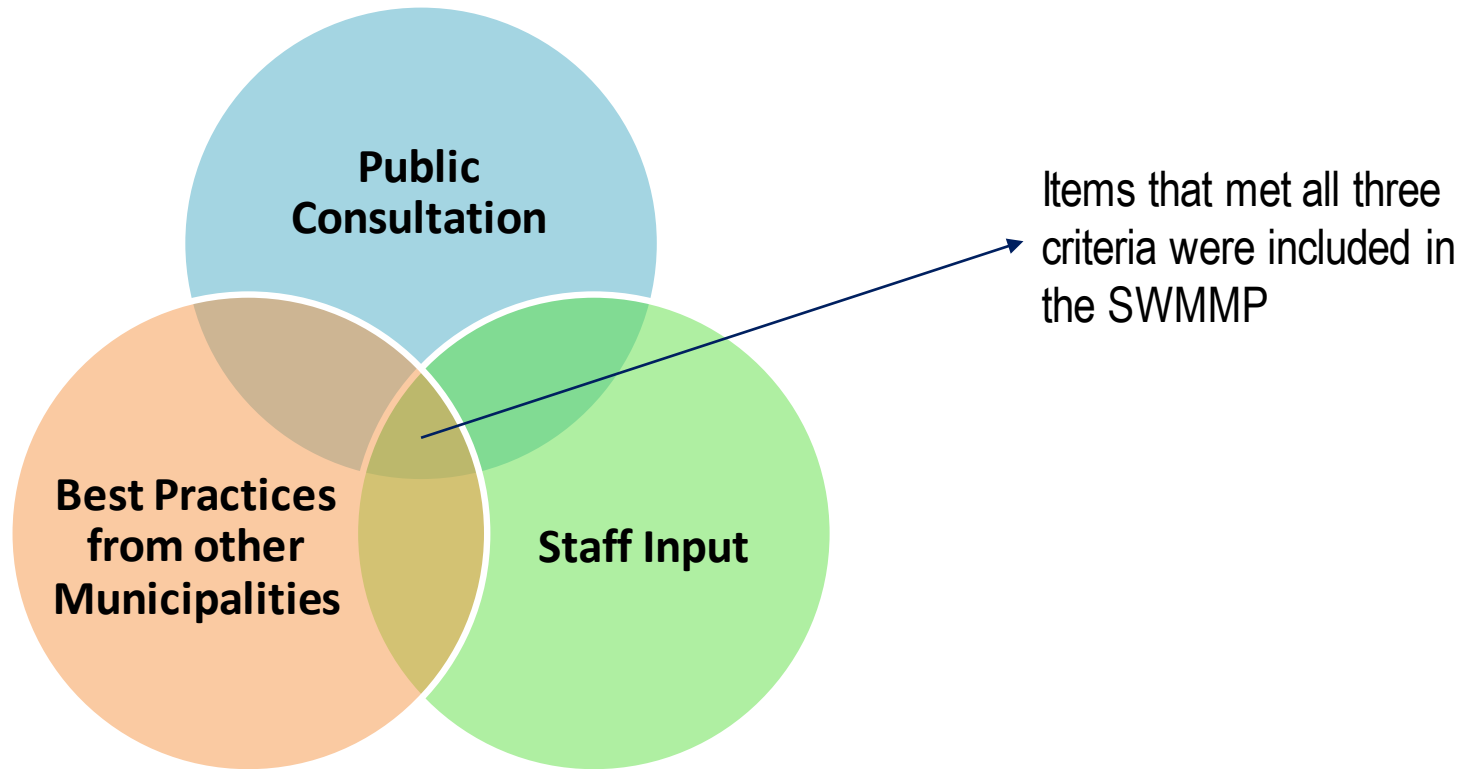 Public
Consultation
Items that met all three
criteria were included in
the SWMMP
Best Practices
from other
Municipalities
Staff Input